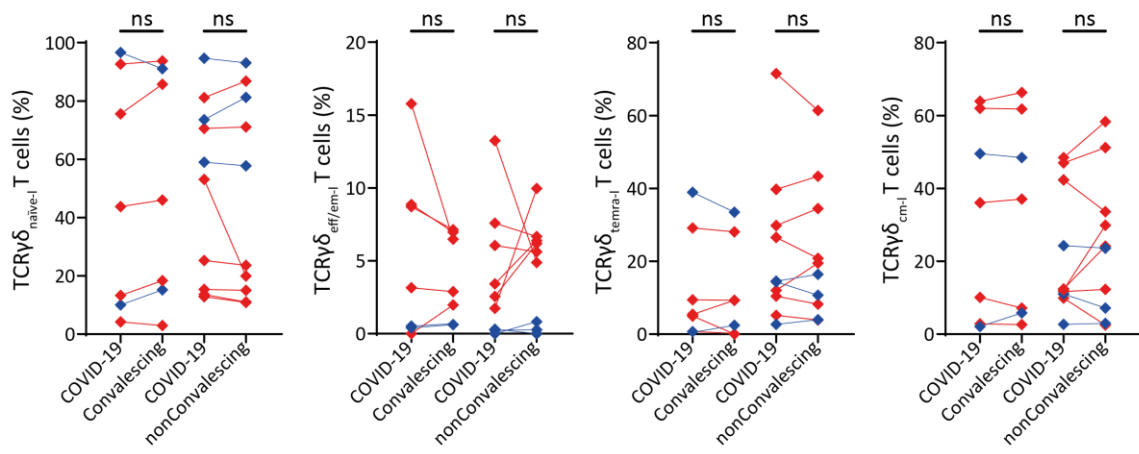 ns ns
TCRγδnaïve-l T cells (%)
100
80
60
40
20
0
COVID-19
Convalescing
COVID-19
nonConvalescing
ns ns
TCRγδeff/em-l T cells (%)
20
15
10
5
0
COVID-19
Convalescing
COVID-19
nonConvalescing
ns ns
TCRγδtemra-l T cells (%)
80
60
40
20
0
COVID-19
Convalescing
COVID-19
nonConvalescing
ns ns
TCRγδcm-l T cells (%)
80
60
40
20
0
COVID-19
Convalescing
COVID-19
nonConvalescing